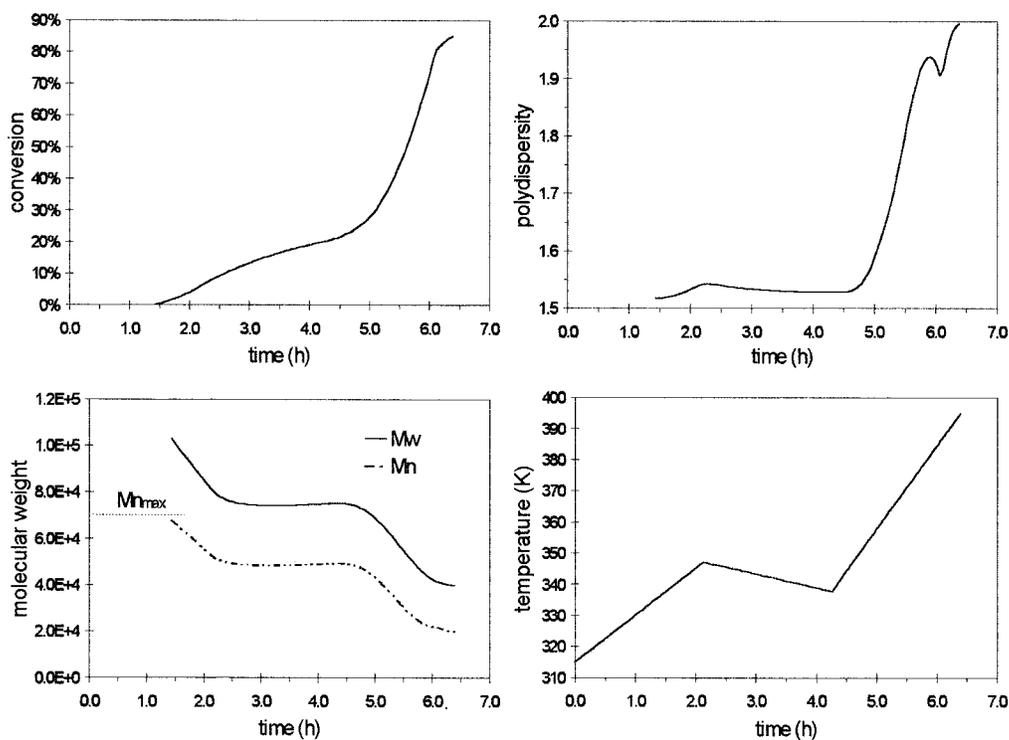 90%
80%
70%
60%
50%
40%
30%
20%
10%
0%
conversion
0.0 1.0 2.0 3.0 4.0 5.0 6.0 7.0
time (h)
2.0
1.9
1.8
1.7
1.6
1.5
polydispersity
0.0 1.0 2.0 3.0 4.0 5.0 6.0 7.0
time (h)
1.2E+5
1.0E+5
8.0E+4
6.0E+4
4.0E+4
2.0E+4
0.0E+0
molecular weight
Mw
Mn
Mnmax
0.0 1.0 2.0 3.0 4.0 5.0 6.0. 7.0
time (h)
400
390
380
370
360
350
340
330
320
310
temperature (K)
0.0 1.0 2.0 3.0 4.0 5.0 6.0 7.0
time (h)